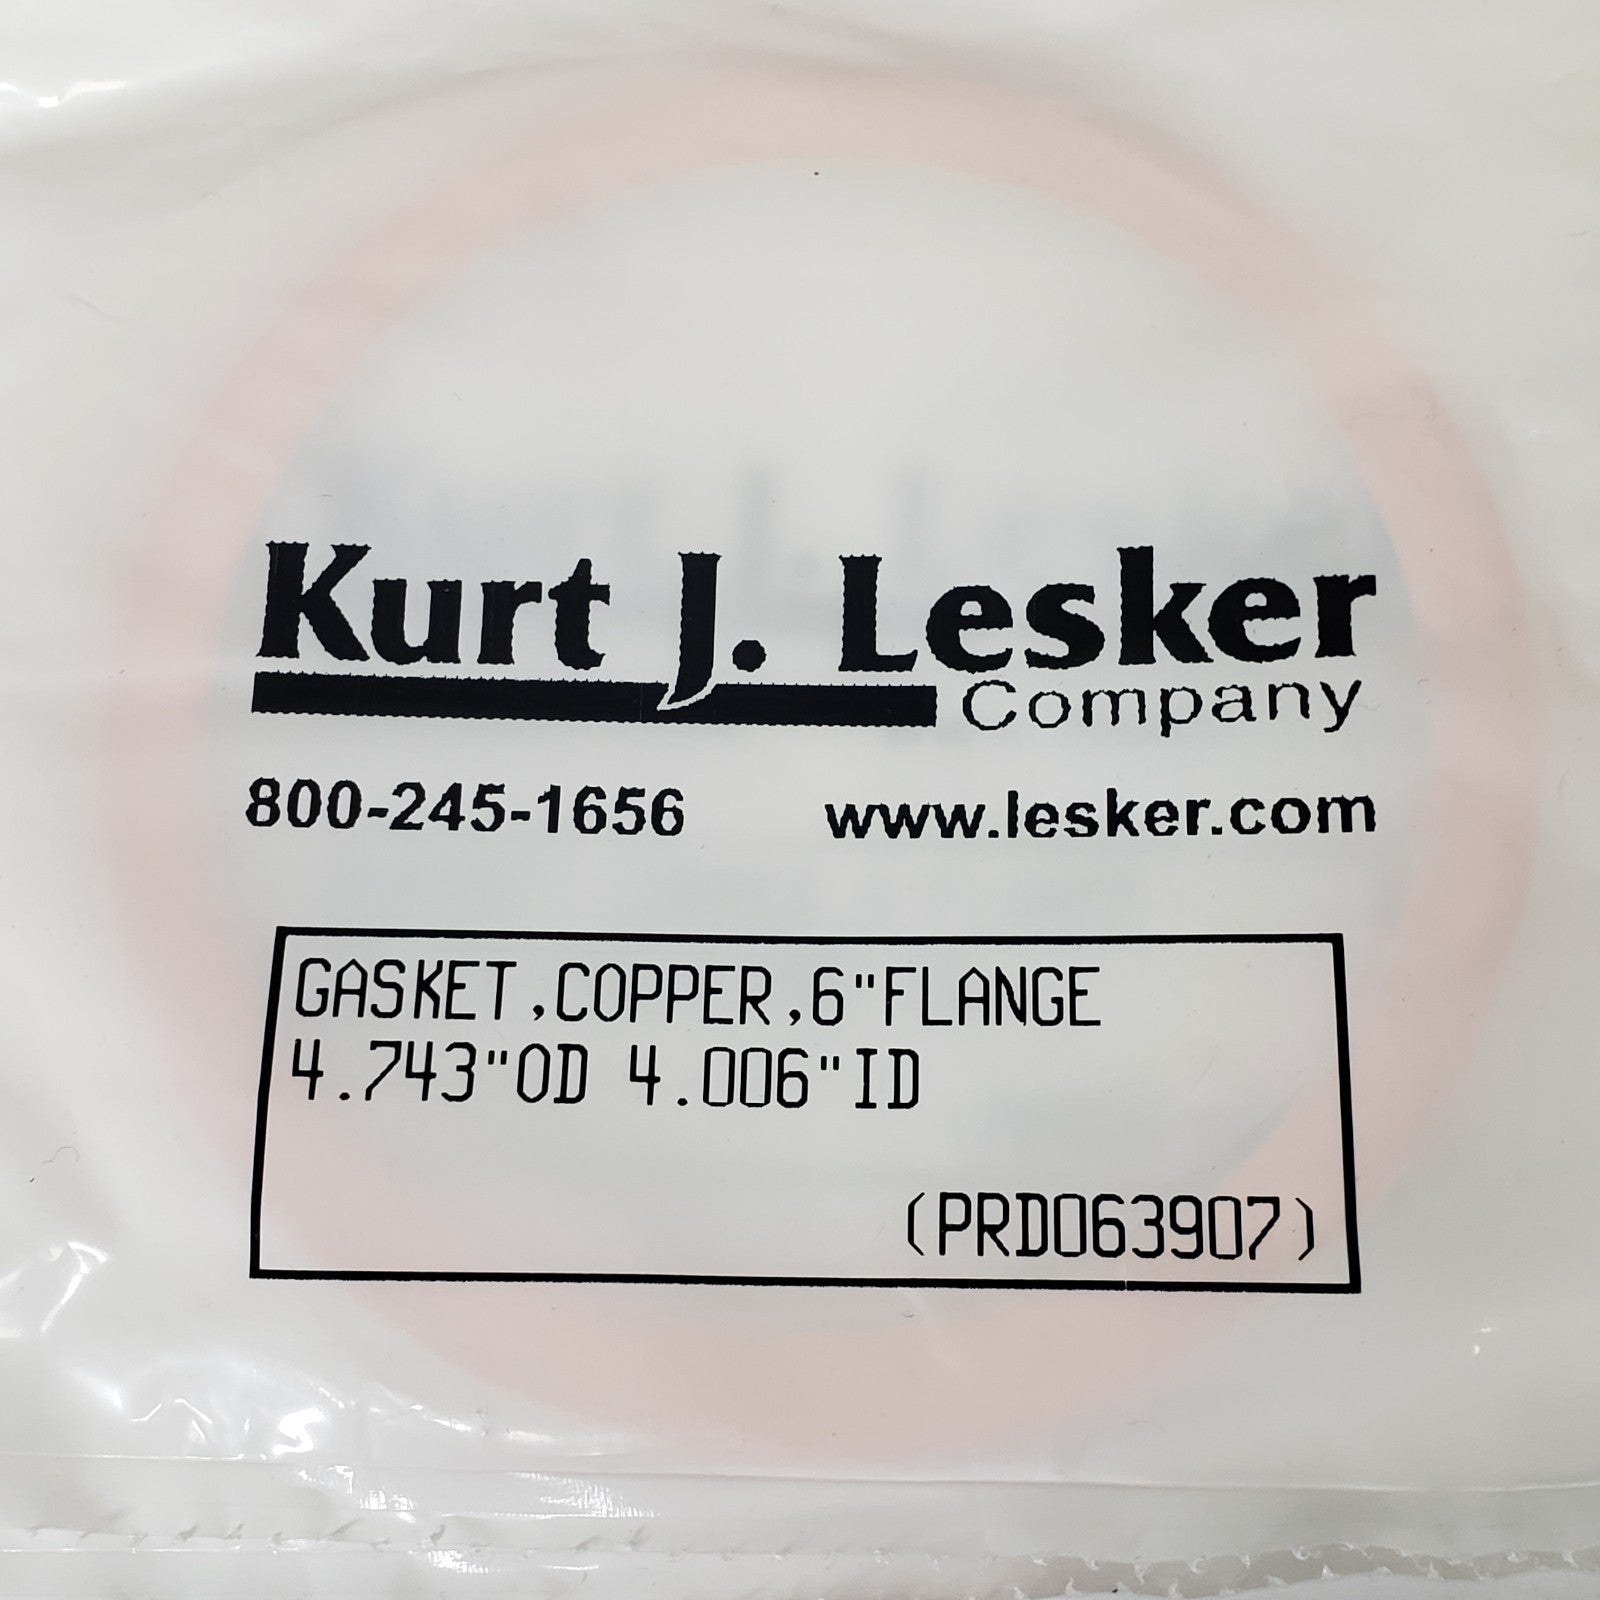 Kurt J. Lesker
Company
800-245-1656 www.lesker.com
GASKET,COPPER,6"FLANGE
4.743"OD 4.006"ID
(PRD063907)